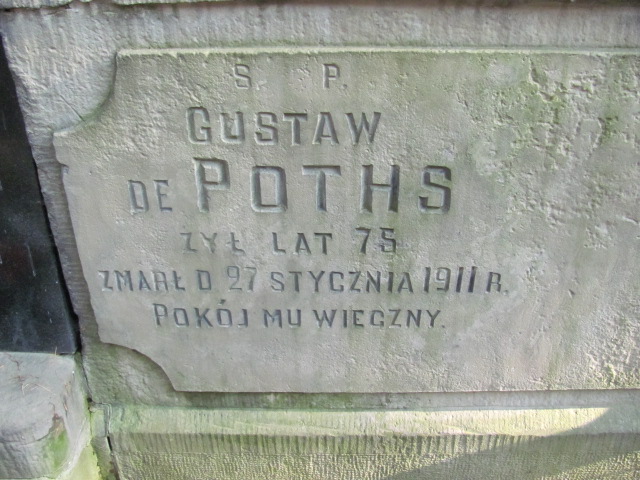 S. P.
GUSTAW
DE POTHS
ŻYŁ LAT 75
ZMARŁ D 27 STYCZNIA 1911 R.
POKÓJ MU WIECZNY.